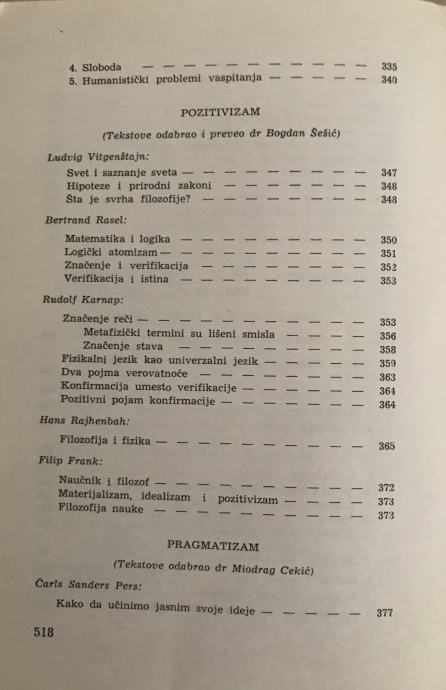 4. Sloboda — — — — — — — — — 335
5. Humanistički problemi vaspitanja — — — — — 340
POZITIVIZAM
(Tekstove odabrao i preveo dr Bogdan Šešić)
Ludvig Vitgenštajn:
Svet i saznanje sveta — — — — — — — — — 347
Hipoteze i prirodni zakoni — — — — — — — 348
Šta je svrha filozofije? — — — — — — — — 348
Bertrand Rasel:
Matematika i logika — — — — — — — — — 350
Logički atomizam — — — — — — — — — — 351
Značenje i verifikacija — — — — — — — — 352
Verifikacija i istina — — — — — — — — — 353
Rudolf Karnap:
Značenje reči — — — — — — — — — — — 353
Metafizički termini su lišeni smisla — — — — 356
Značenje stava — — — — — — — — — 358
Fizikalni jezik kao univerzalni jezik — — — — — 359
Dva pojma verovatnoće — — — — — — — — 363
Konfirmacija umesto verifikacije — — — — — — 364
Pozitivni pojam konfirmacije — — — — — — — 364
Hans Rajhenbah:
Filozofija i fizika — — — — — — — — — — 365
Filip Frank:
Naučnik i filozof — — — — — — — — — — 372
Materijalizam, idealizam i pozitivizam — — — — 373
Filozofija nauke — — — — — — — — — — 373
PRAGMATIZAM
(Tekstove odabrao dr Miodrag Cekić)
Čarls Sanders Pers:
Kako da učinimo jasnim svoje ideje — — — — — 377
518